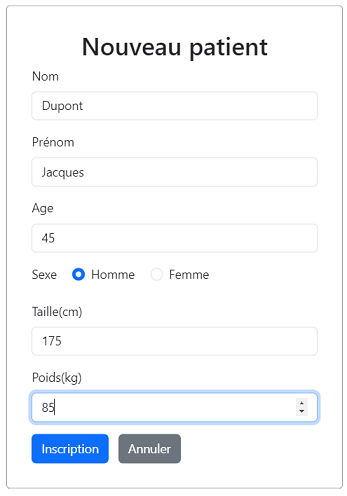 Nouveau patient
Nom
Dupont
Prénom
Jacques
Age
45
Sexe Homme Femme
Taille(cm)
175
Poids(kg)
85
Inscription Annuler